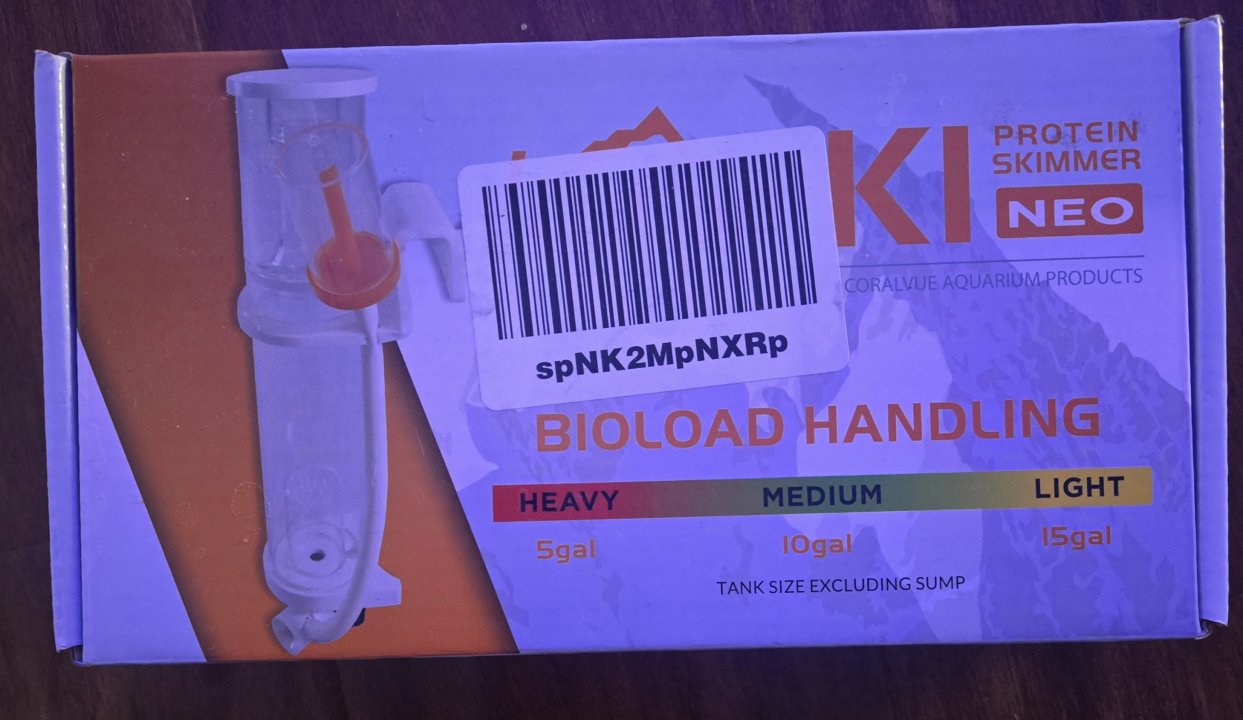 KI
PROTEIN
SKIMMER
NEO
CORALVUE AQUARIUM PRODUCTS
spNK2MpNXRp
BIOLOAD HANDLING
HEAVY MEDIUM LIGHT
5gal 10gal 15gal
TANK SIZE EXCLUDING SUMP